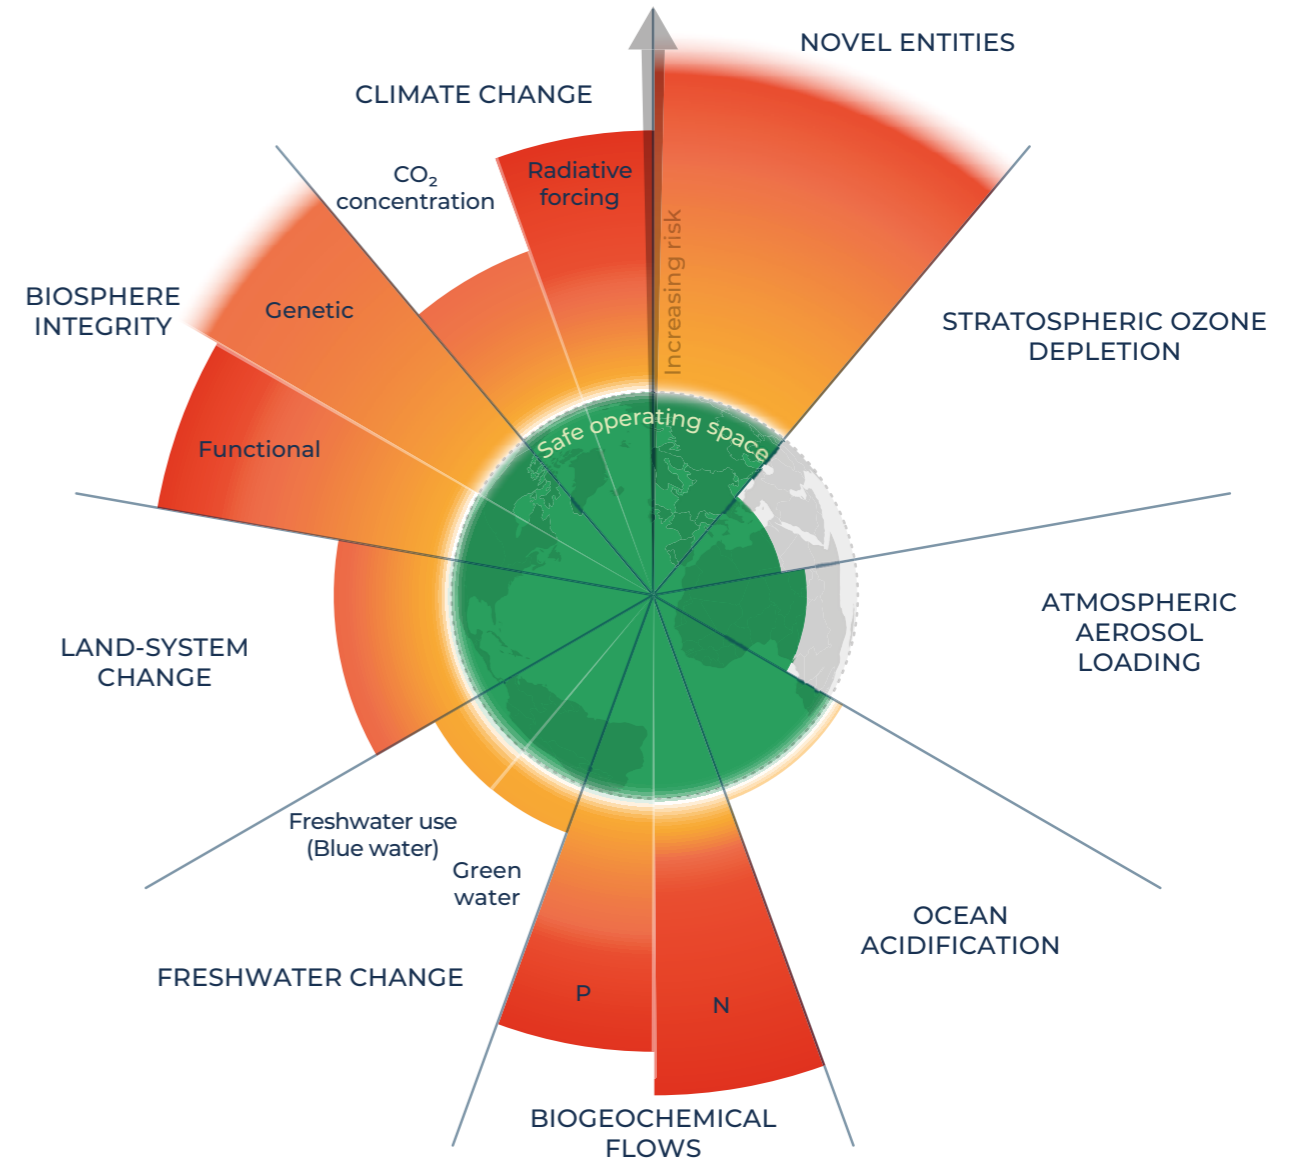 NOVEL ENTITIES
CLIMATE CHANGE
Radiative
forcing
CO₂
concentration
Increasing risk
BIOSPHERE
INTEGRITY
Genetic
Functional
STRATOSPHERIC OZONE
DEPLETION
Safe operating space
ATMOSPHERIC
AEROSOL
LOADING
LAND-SYSTEM
CHANGE
Freshwater use
(Blue water)
Green
water
FRESHWATER CHANGE
OCEAN
ACIDIFICATION
P
N
BIOGEOCHEMICAL
FLOWS